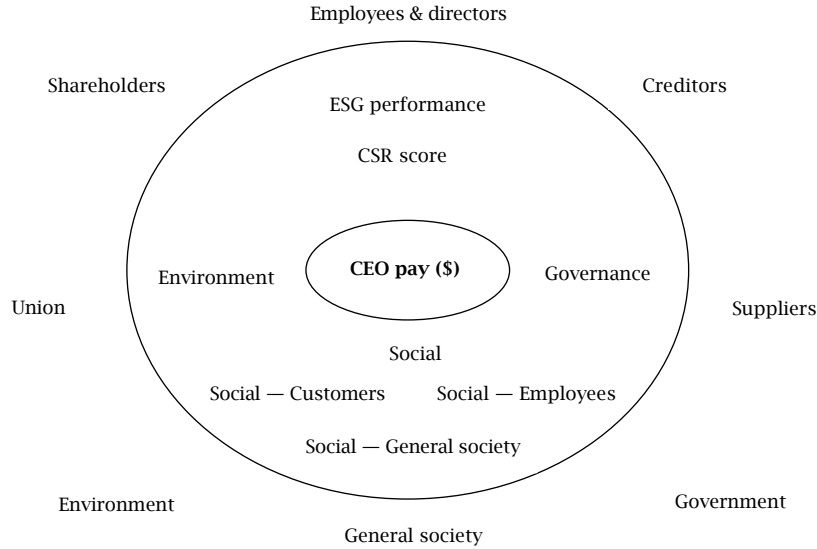 Employees & directors
Shareholders
Creditors
ESG performance
CSR score
CEO pay ($)
Environment
Governance
Union
Suppliers
Social
Social — Customers
Social — Employees
Social — General society
Environment
Government
General society